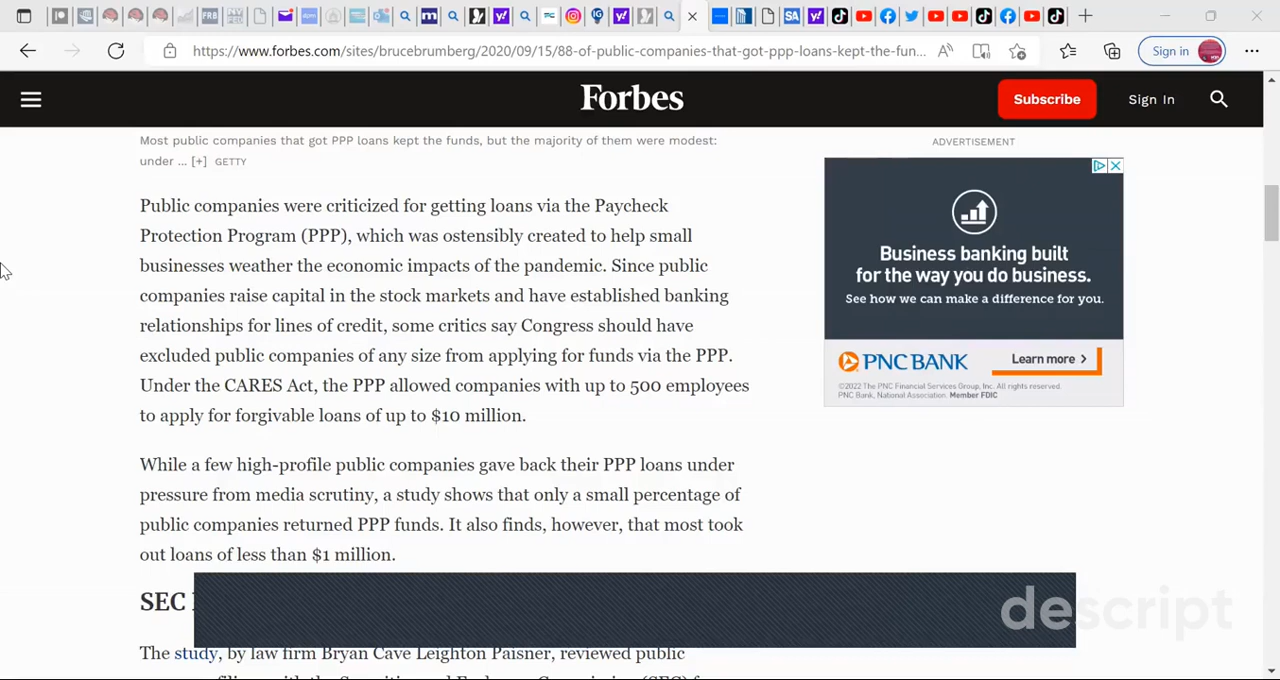 https://www.forbes.com/sites/brucebrumberg/2020/09/15/88-of-public-companies-that-got-ppp-loans-kept-the-fun...
Sign in
Forbes
Subscribe
Sign In
Most public companies that got PPP loans kept the funds, but the majority of them were modest:
under ... [+] GETTY
Public companies were criticized for getting loans via the Paycheck
Protection Program (PPP), which was ostensibly created to help small
businesses weather the economic impacts of the pandemic. Since public
companies raise capital in the stock markets and have established banking
relationships for lines of credit, some critics say Congress should have
excluded public companies of any size from applying for funds via the PPP.
Under the CARES Act, the PPP allowed companies with up to 500 employees
to apply for forgivable loans of up to $10 million.
While a few high-profile public companies gave back their PPP loans under
pressure from media scrutiny, a study shows that only a small percentage of
public companies returned PPP funds. It also finds, however, that most took
out loans of less than $1 million.
SEC
The study, by law firm Bryan Cave Leighton Paisner, reviewed public
ADVERTISEMENT
Business banking built
for the way you do business.
See how we can make a difference for you.
PNC BANK
Learn more >
©2022 The PNC Financial Services Group, Inc. All rights reserved.
PNC Bank, National Association. Member FDIC
descript